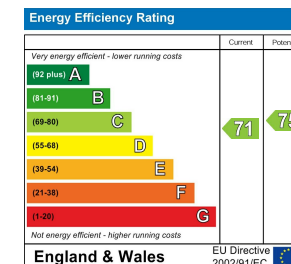 Energy Efficiency Rating
Current
Very energy efficient - lower running costs
(92 plus) A
(81-91) B
(69-80) C
(55-68) D
(39-54) E
(21-38) F
(1-20) G
71
Not energy efficient - higher running costs
England & Wales
EU Directive
2002/91/EC